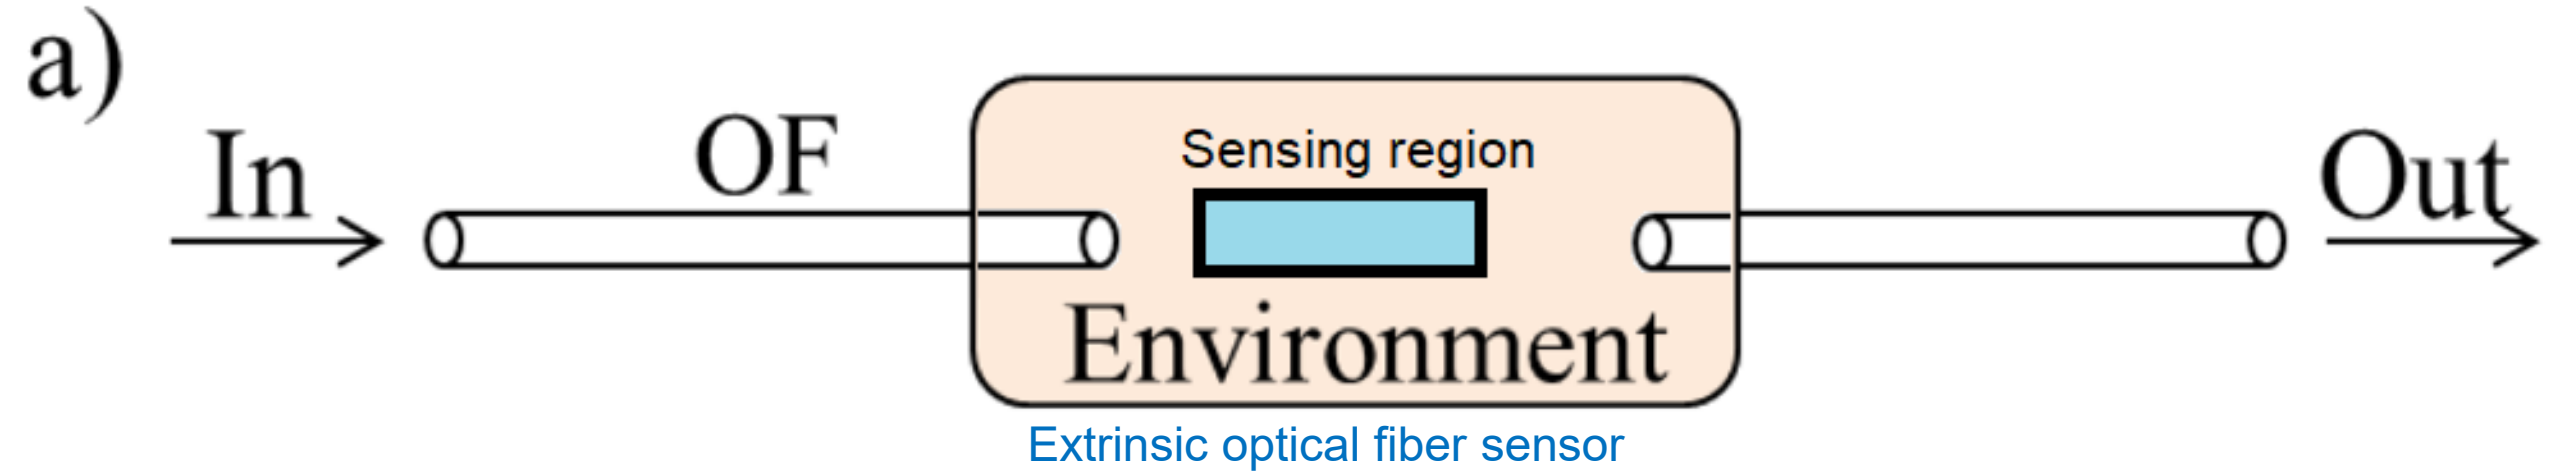 a)
In
OF
Sensing region
Out
Environment
Extrinsic optical fiber sensor